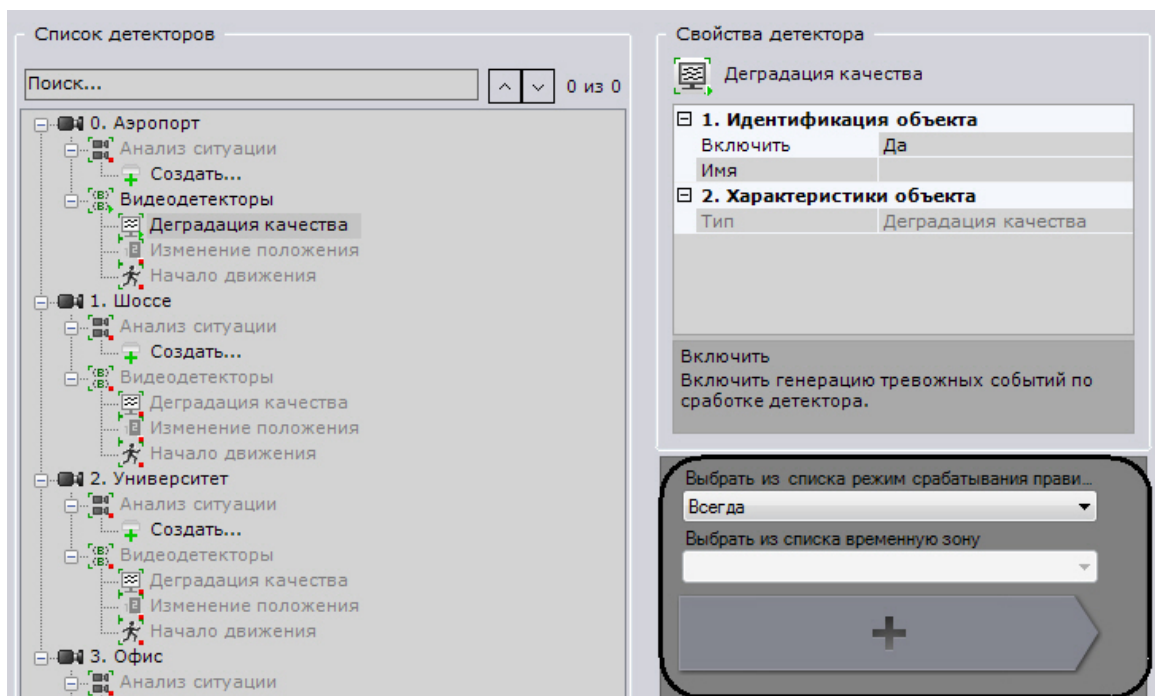 Список детекторов
Поиск...
0 из 0
0. Аэропорт
Анализ ситуации
Создать...
Видеодетекторы
Деградация качества
Изменение положения
Начало движения
1. Шоссе
Анализ ситуации
Создать...
Видеодетекторы
Деградация качества
Изменение положения
Начало движения
2. Университет
Анализ ситуации
Создать...
Видеодетекторы
Деградация качества
Изменение положения
Начало движения
3. Офис
Анализ ситуации
Свойства детектора
Деградация качества
1. Идентификация объекта
Включить Да
Имя
2. Характеристики объекта
Тип Деградация качества
Включить
Включить генерацию тревожных событий по
сработке детектора.
Выбрать из списка режим срабатывания прави...
Всегда
Выбрать из списка временную зону